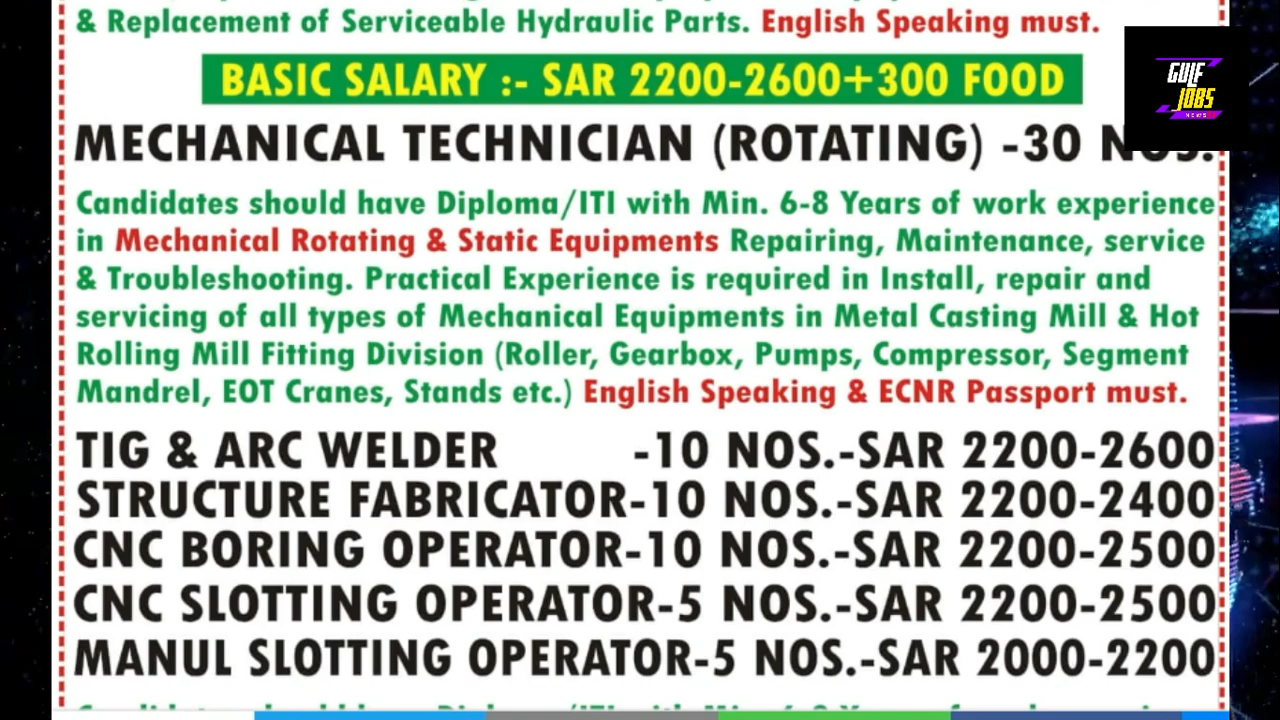 & Replacement of Serviceable Hydraulic Parts. English Speaking must.
BASIC SALARY :- SAR 2200-2600+300 FOOD
GULF
JOBS
NEWS
MECHANICAL TECHNICIAN (ROTATING) -30 NOS.
Candidates should have Diploma/ITI with Min. 6-8 Years of work experience
in Mechanical Rotating & Static Equipments Repairing, Maintenance, service
& Troubleshooting. Practical Experience is required in Install, repair and
servicing of all types of Mechanical Equipments in Metal Casting Mill & Hot
Rolling Mill Fitting Division (Roller, Gearbox, Pumps, Compressor, Segment
Mandrel, EOT Cranes, Stands etc.) English Speaking & ECNR Passport must.
TIG & ARC WELDER -10 NOS.-SAR 2200-2600
STRUCTURE FABRICATOR-10 NOS.-SAR 2200-2400
CNC BORING OPERATOR-10 NOS.-SAR 2200-2500
CNC SLOTTING OPERATOR-5 NOS.-SAR 2200-2500
MANUL SLOTTING OPERATOR-5 NOS.-SAR 2000-2200